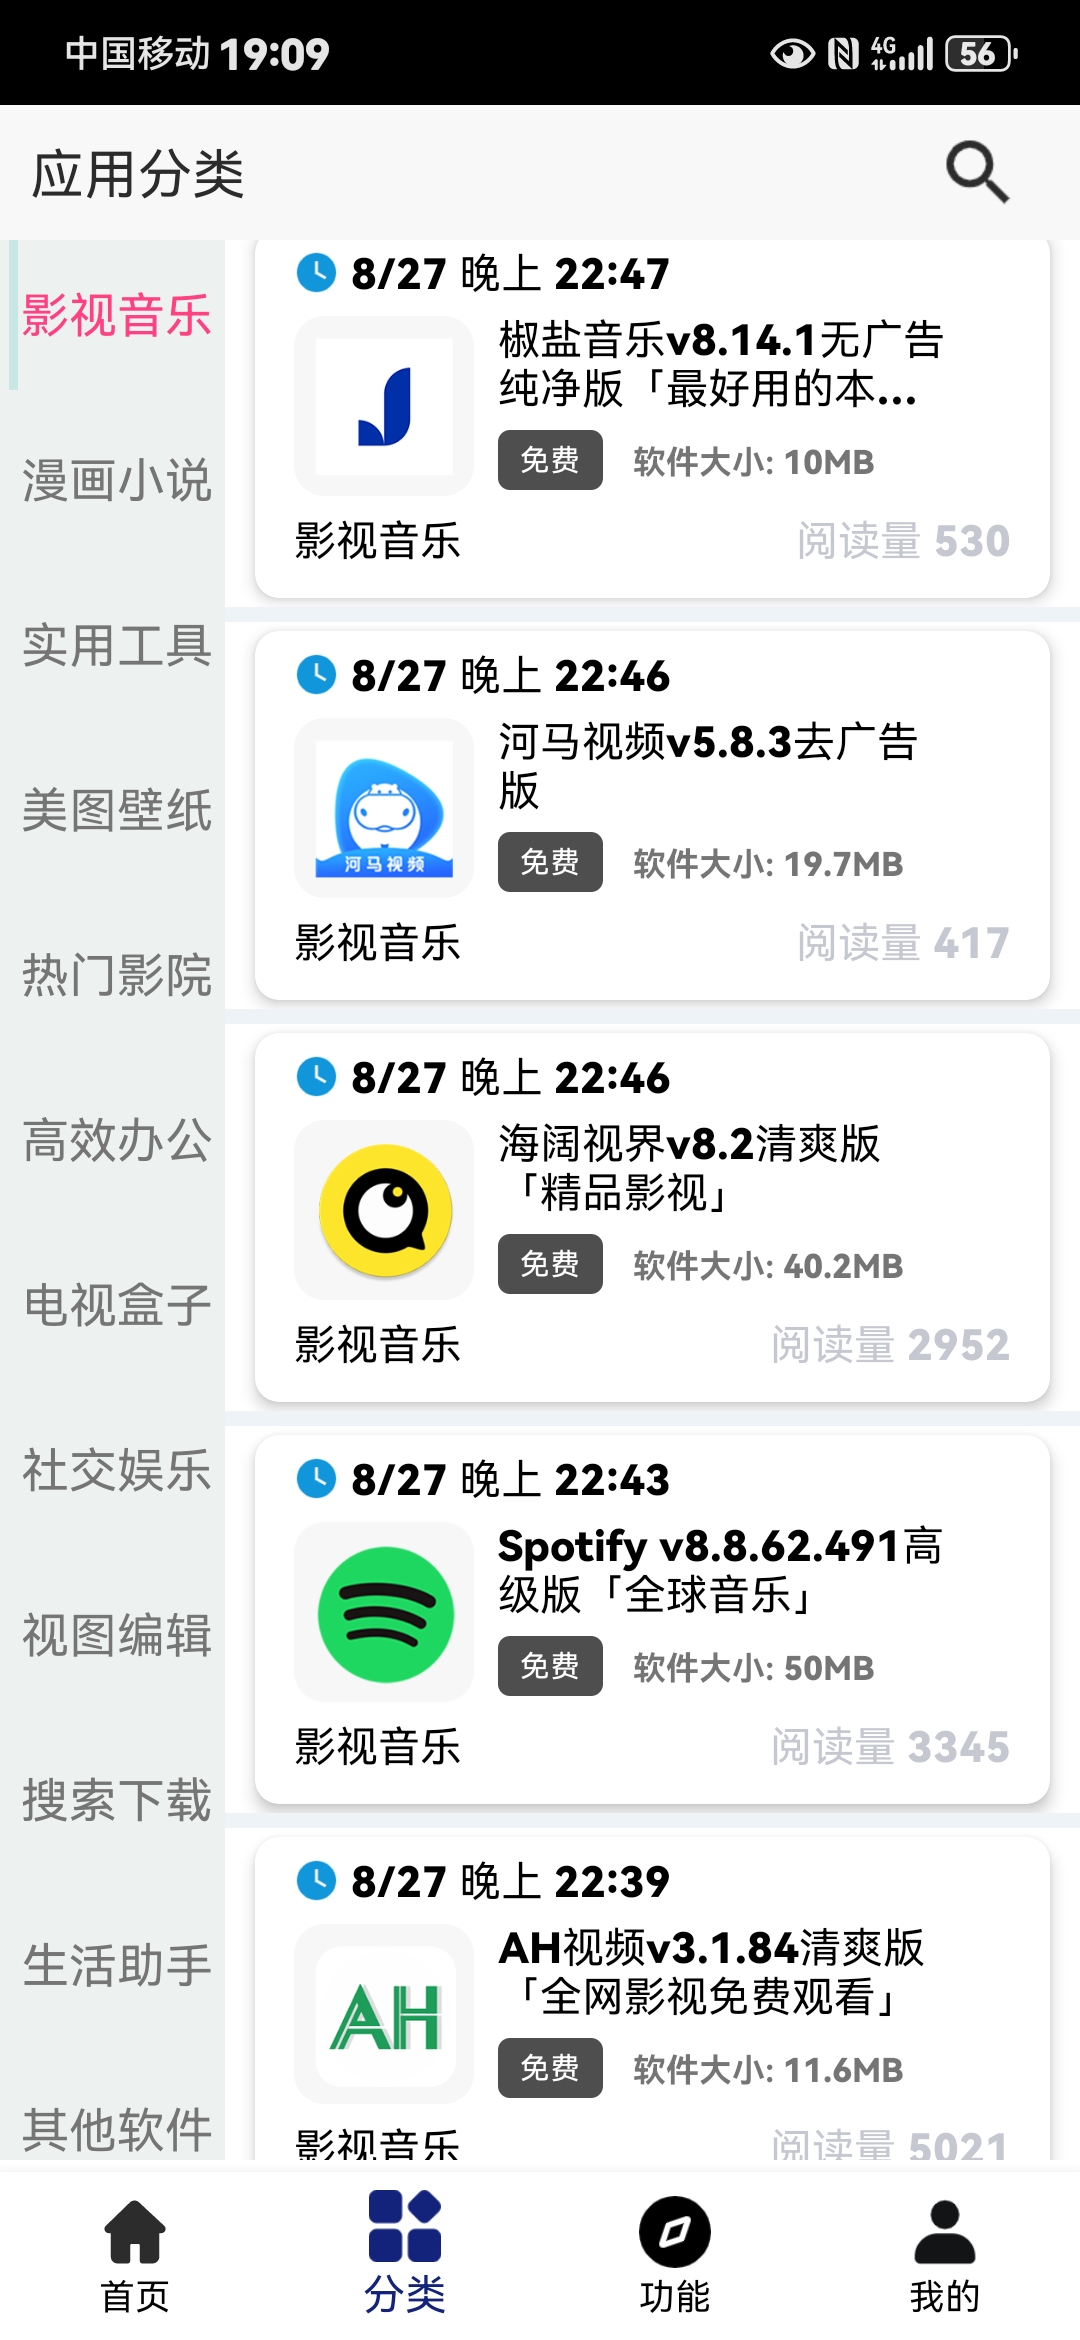 中国移动 19:09
4G
56
应用分类
影视音乐
漫画小说
实用工具
美图壁纸
热门影院
高效办公
电视盒子
社交娱乐
视图编辑
搜索下载
生活助手
其他软件
8/27 晚上 22:47
椒盐音乐v8.14.1无广告
纯净版「最好用的本...
免费 软件大小: 10MB
影视音乐 阅读量 530
8/27 晚上 22:46
河马视频v5.8.3去广告
版
河马视频
免费 软件大小: 19.7MB
影视音乐 阅读量 417
8/27 晚上 22:46
海阔视界v8.2清爽版
「精品影视」
免费 软件大小: 40.2MB
影视音乐 阅读量 2952
8/27 晚上 22:43
Spotify v8.8.62.491高
级版「全球音乐」
免费 软件大小: 50MB
影视音乐 阅读量 3345
8/27 晚上 22:39
AH视频v3.1.84清爽版
「全网影视免费观看」
AH
免费 软件大小: 11.6MB
影视音乐 阅读量 5021
首页 分类 功能 我的